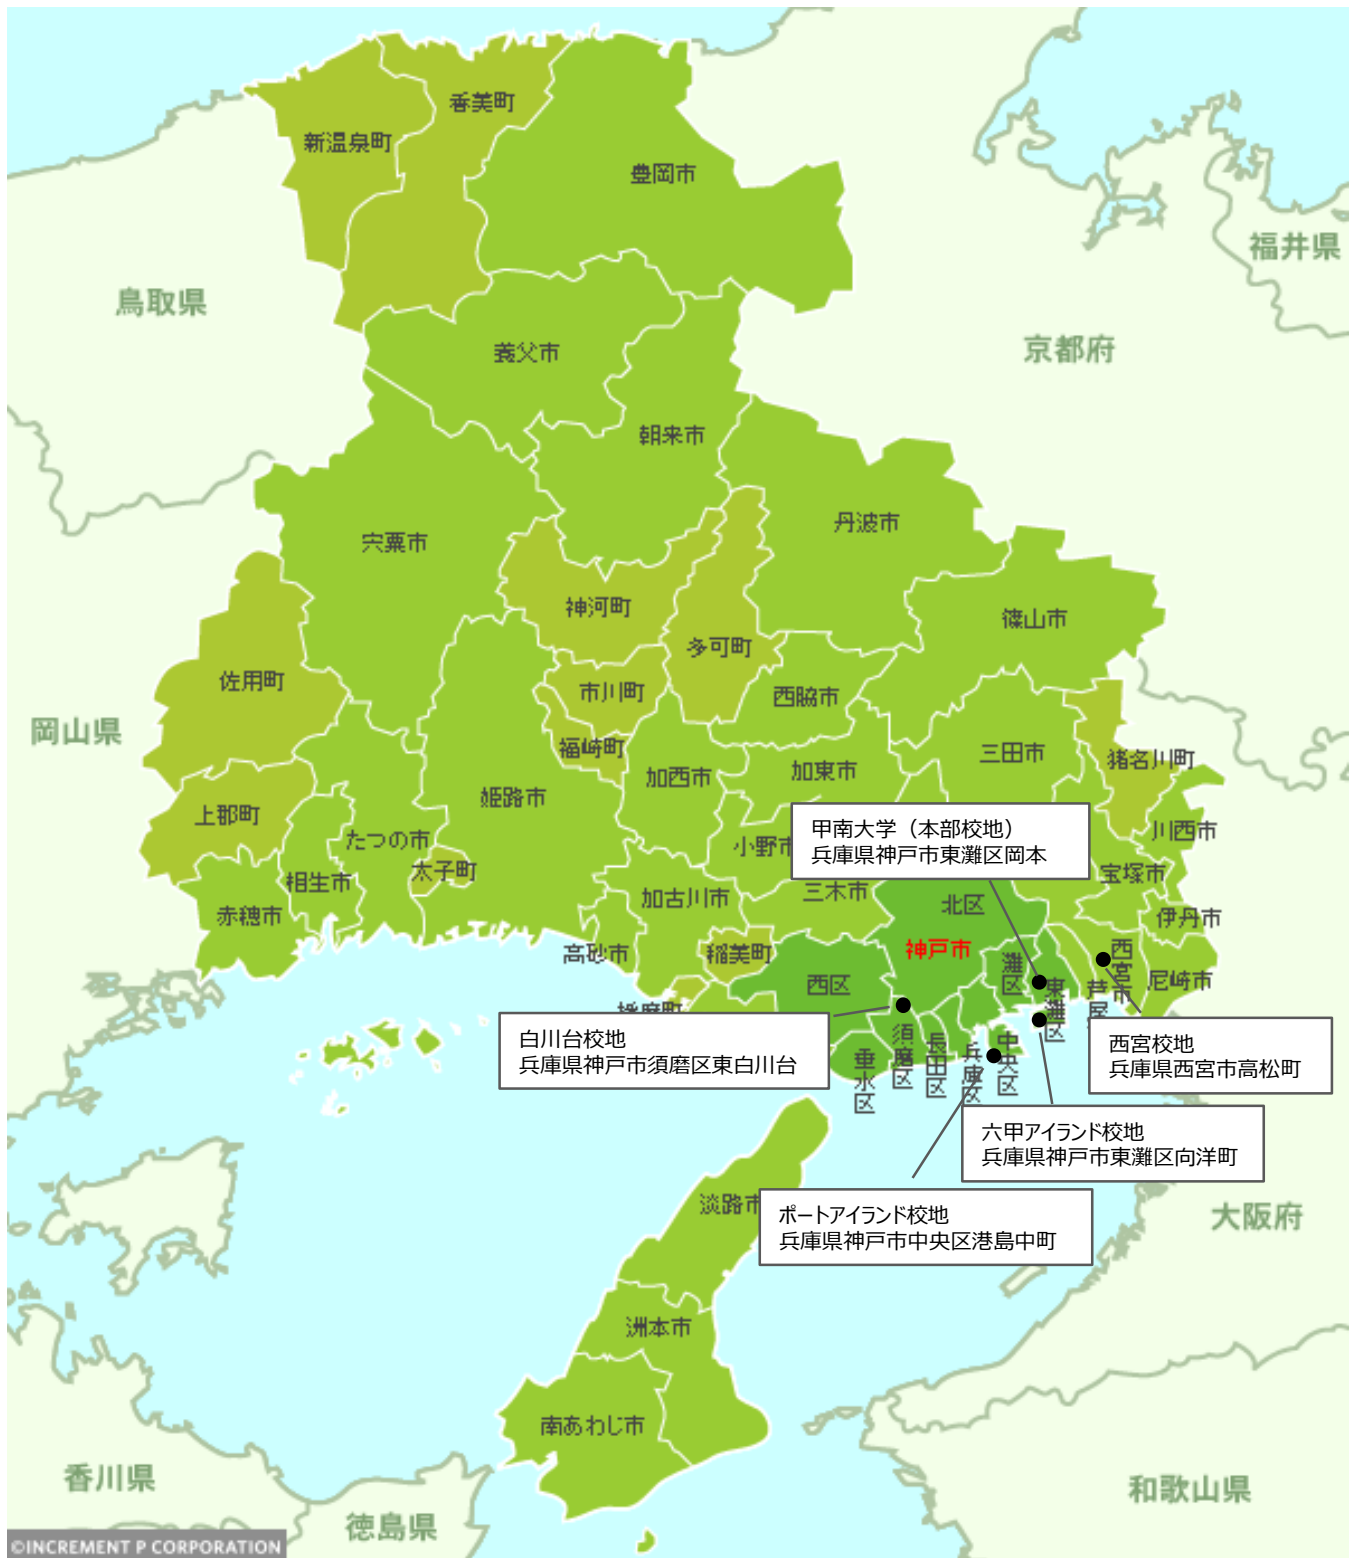 香美町
新温泉町
豊岡市
福井県
鳥取県
京都府
養父市
朝来市
丹波市
宍粟市
神河町
篠山市
多可町
佐用町
市川町
西脇市
岡山県
福崎町
三田市
猪名川町
加西市
加東市
姫路市
上郡町
川西市
甲南大学（本部校地）
兵庫県神戸市東灘区岡本
たつの市
小野市
太子町
宝塚市
相生市
三木市
加古川市
北区
赤穂市
伊丹市
神戸市
高砂市
稲美町
西宮市
灘区
尼崎市
西区
東灘区
芦屋
播磨町
白川台校地
兵庫県神戸市須磨区東白川台
須磨区
長田区
兵庫区
中央区
垂水区
西宮校地
兵庫県西宮市高松町
六甲アイランド校地
兵庫県神戸市東灘区向洋町
淡路市
ポートアイランド校地
兵庫県神戸市中央区港島中町
大阪府
洲本市
南あわじ市
香川県
和歌山県
徳島県
©INCREMENT P CORPORATION